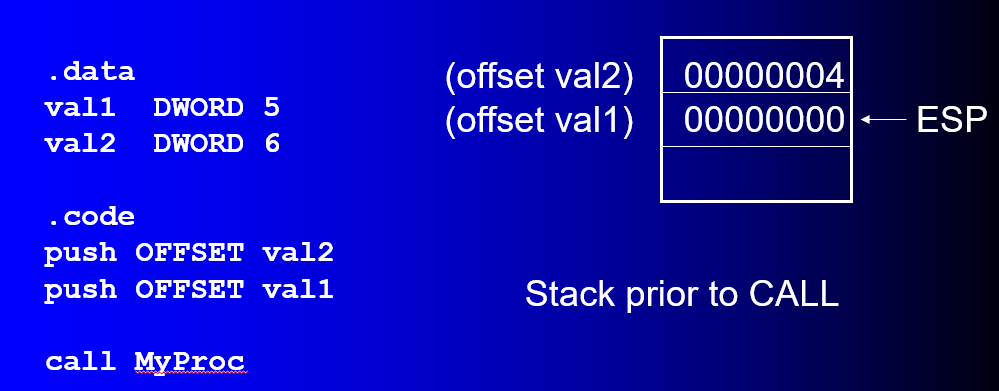 .data
val1  DWORD 5
val2  DWORD 6
.code
push OFFSET val2
push OFFSET val1
call MyProc
(offset val2) 00000004
(offset val1) 00000000 ESP
Stack prior to CALL